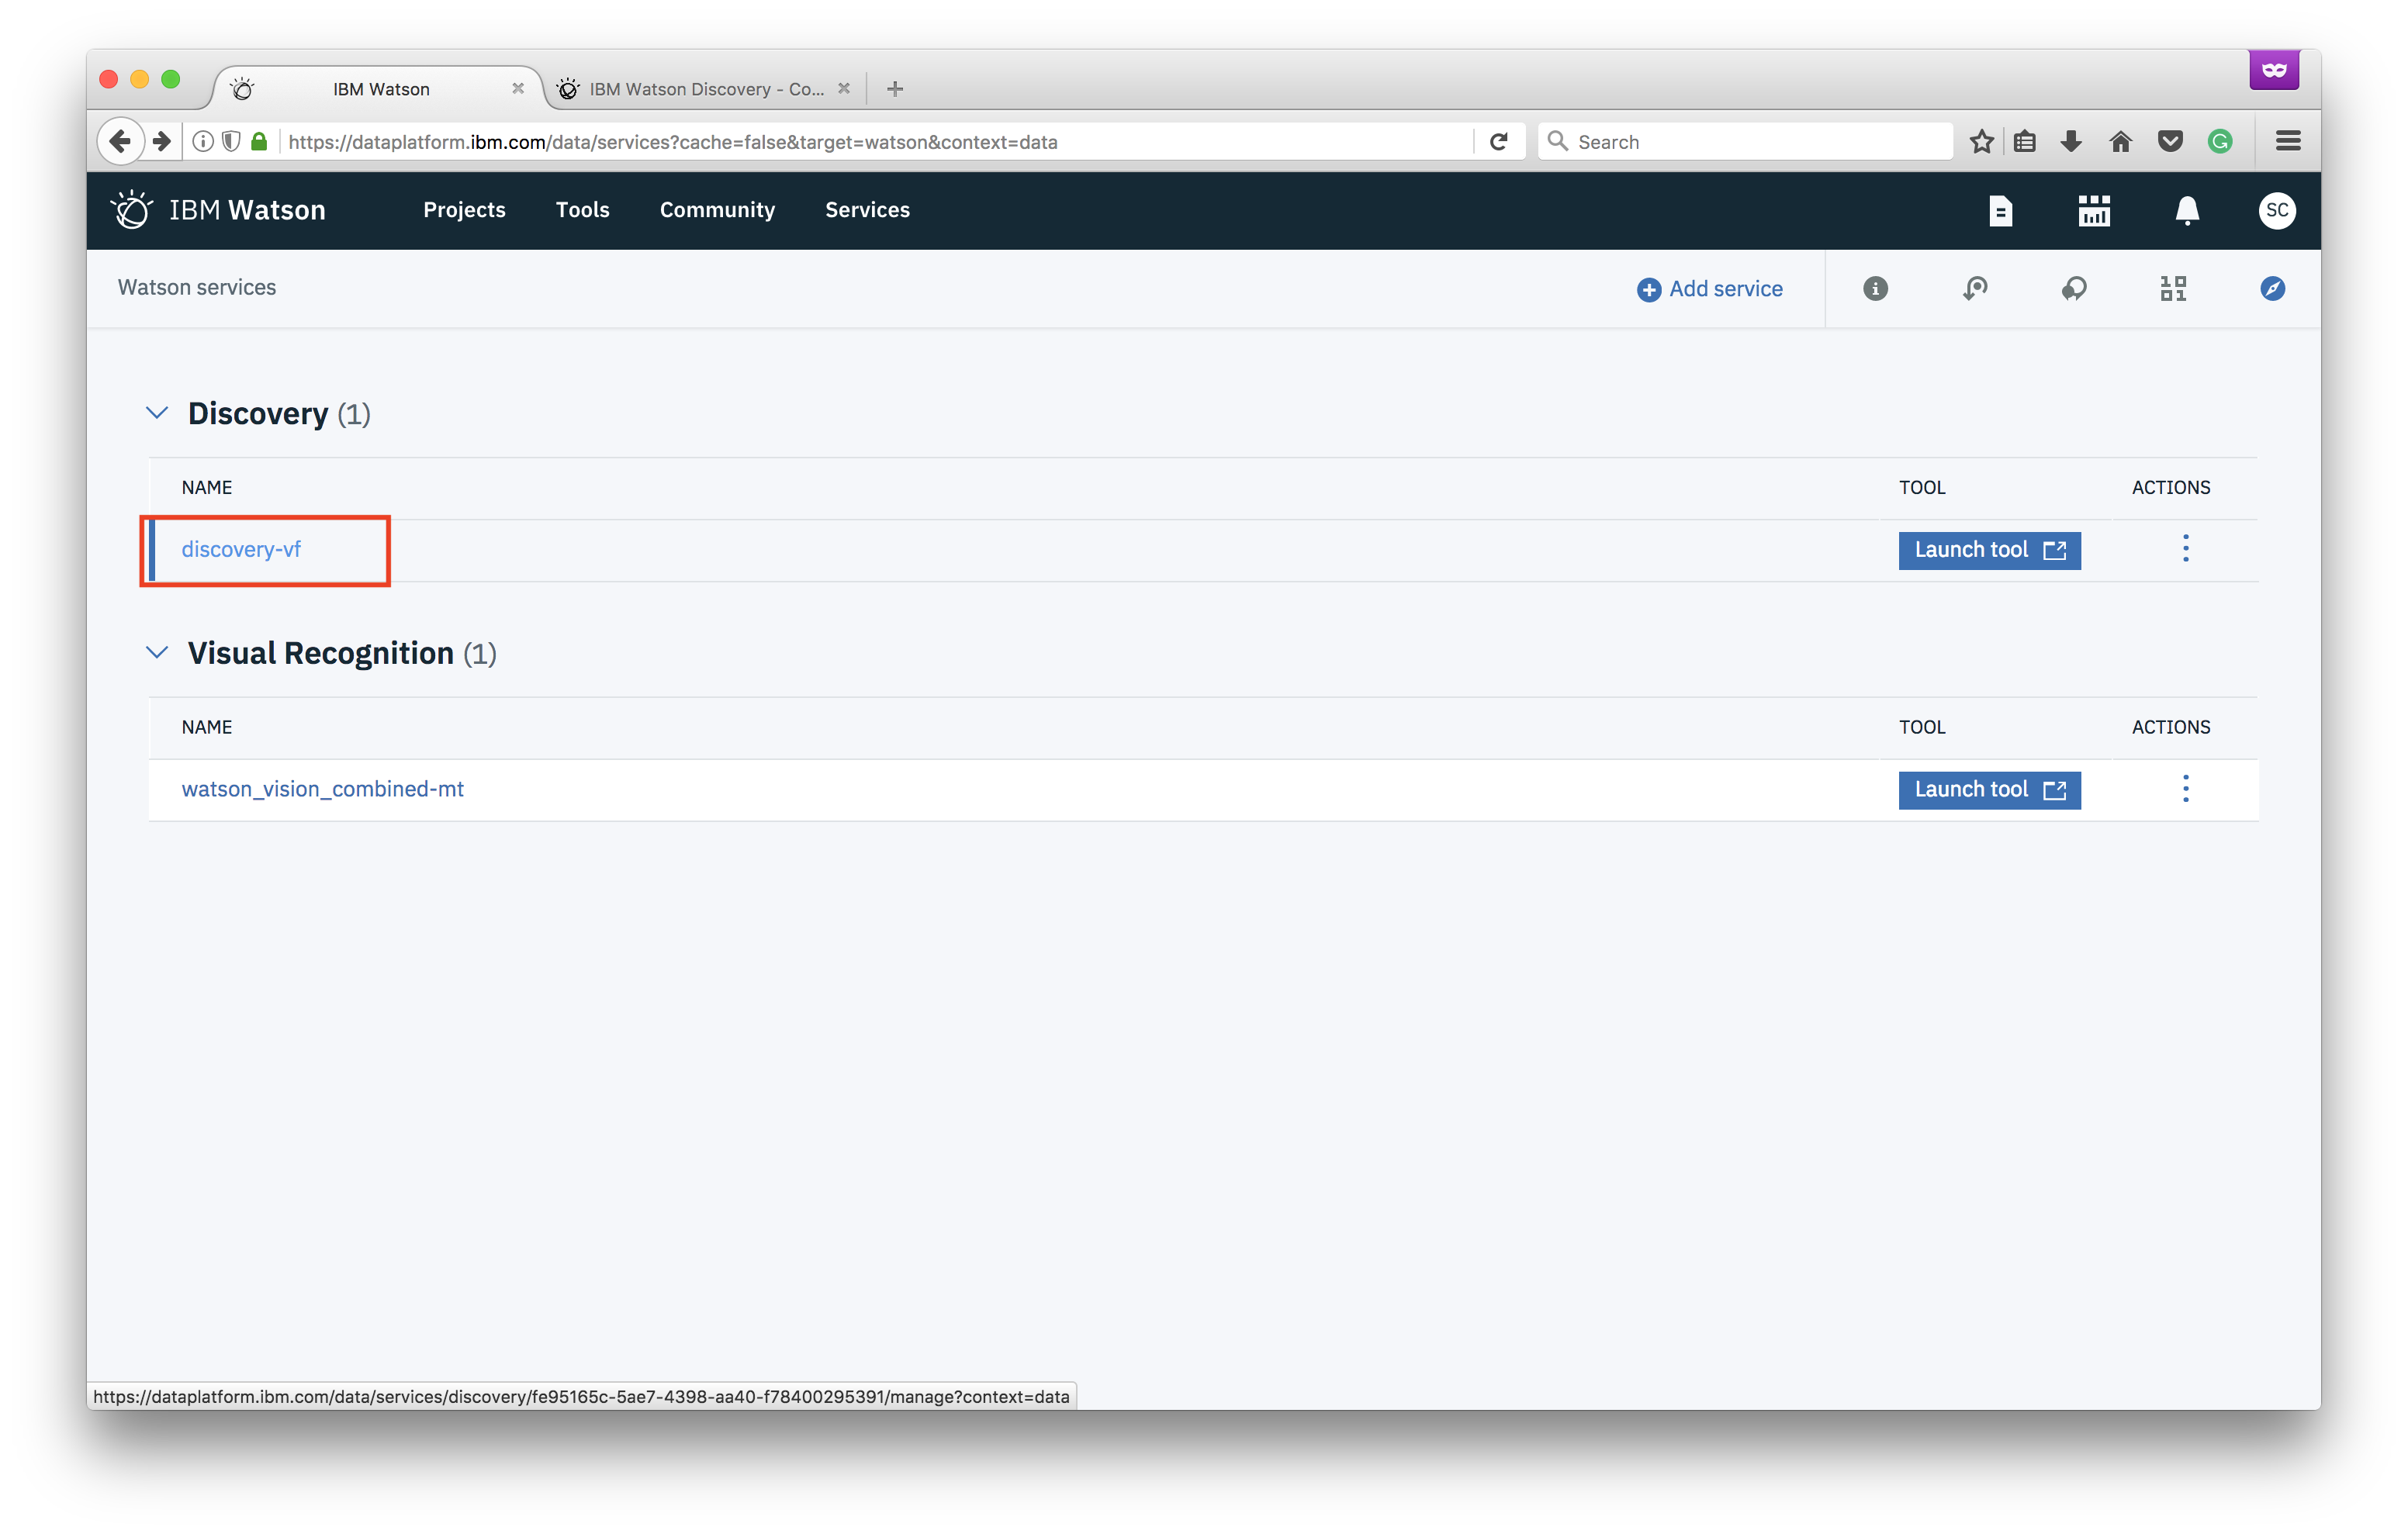 IBM Watson
IBM Watson Discovery - Co...
https://dataplatform.ibm.com/data/services?cache=false&target=watson&context=data
Search
IBM Watson Projects Tools Community Services SC
Watson services Add service
Discovery (1)
NAME TOOL ACTIONS
discovery-vf Launch tool
Visual Recognition (1)
NAME TOOL ACTIONS
watson_vision_combined-mt Launch tool
https://dataplatform.ibm.com/data/services/discovery/fe95165c-5ae7-4398-aa40-f78400295391/manage?context=data